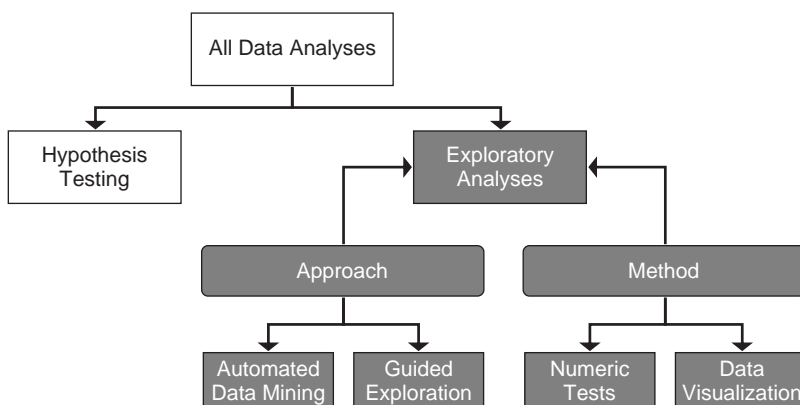 All Data Analyses
Hypothesis
Testing
Exploratory
Analyses
Approach
Method
Automated
Data Mining
Guided
Exploration
Numeric
Tests
Data
Visualization